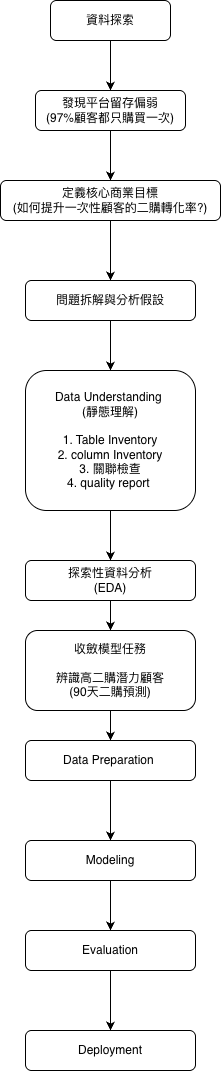 資料探索
發現平台留存偏弱
(97%顧客都只購買一次)
定義核心商業目標
(如何提升一次性顧客的二購轉化率?)
問題拆解與分析假設
Data Understanding
(靜態理解)
1. Table Inventory
2. column Inventory
3. 關聯檢查
4. quality report
探索性資料分析
(EDA)
收斂模型任務
辨識高二購潛力顧客
(90天二購預測)
Data Preparation
Modeling
Evaluation
Deployment